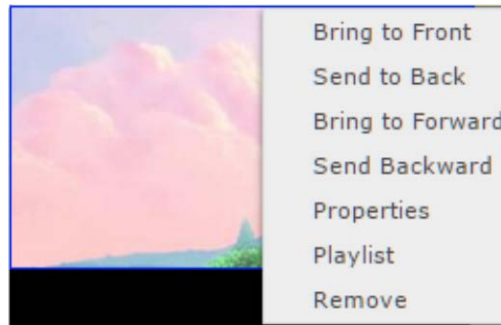 Bring to Front
Send to Back
Bring to Forward
Send Backward
Properties
Playlist
Remove